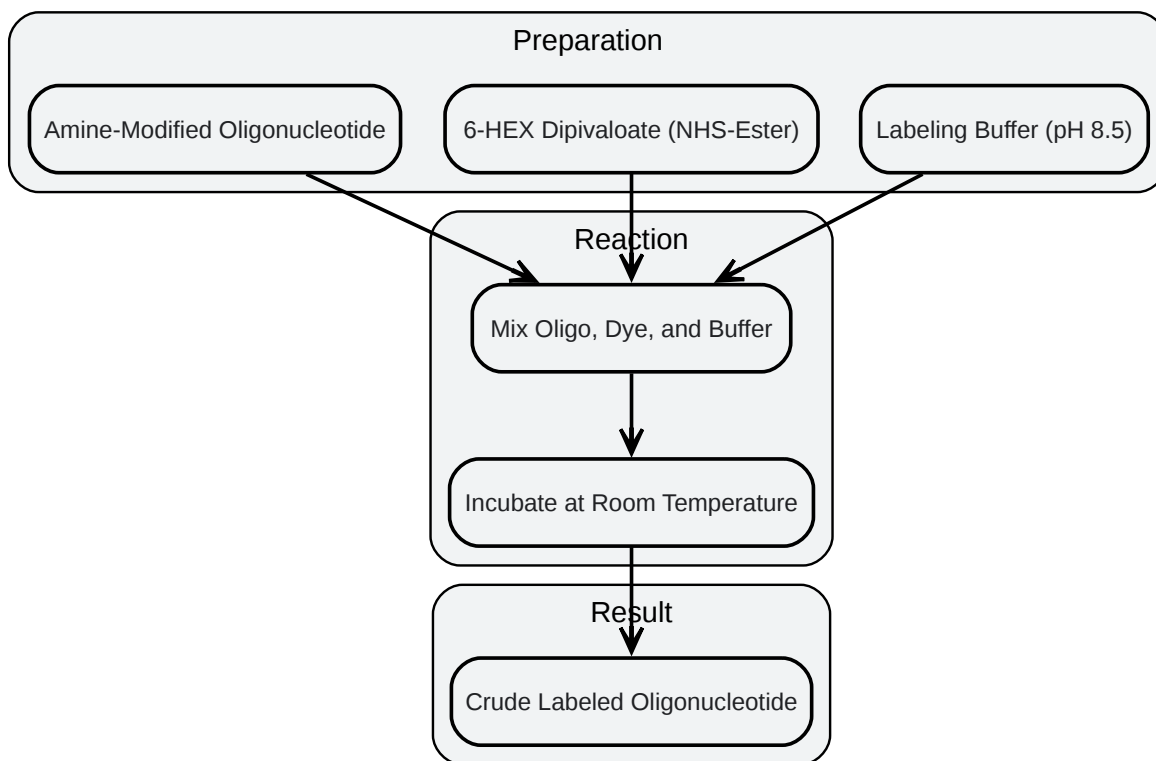 Preparation
Amine-Modified Oligonucleotide
6-HEX Dipivaloate (NHS-Ester)
Labeling Buffer (pH 8.5)
Reaction
Mix Oligo, Dye, and Buffer
Incubate at Room Temperature
Result
Crude Labeled Oligonucleotide